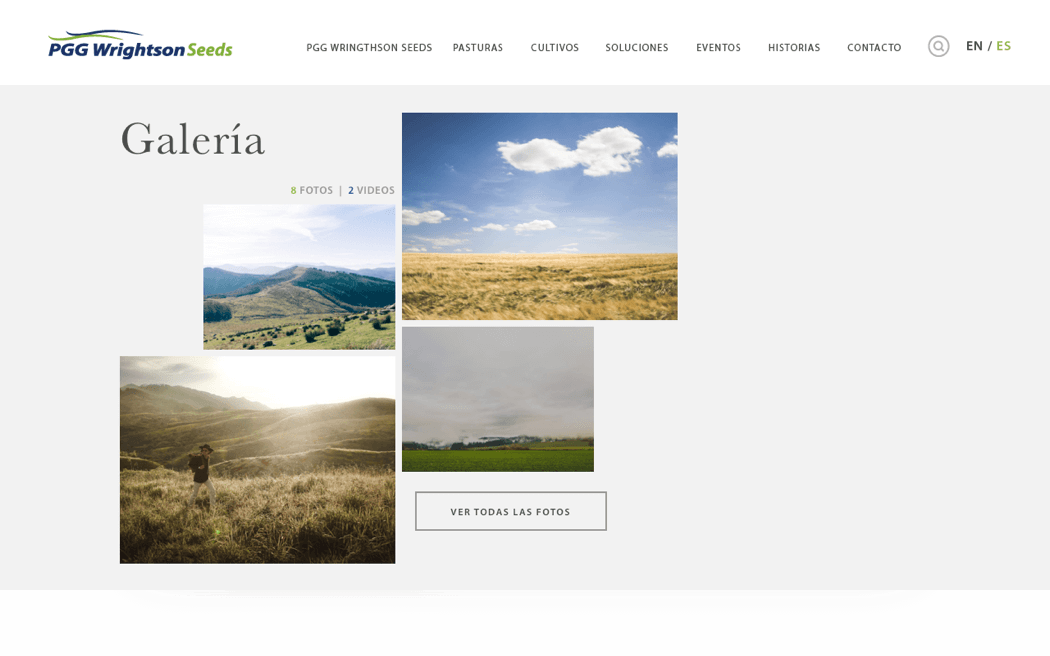 PGG Wrightson Seeds
PGG WRINGTHSON SEEDS PASTURAS CULTIVOS SOLUCIONES EVENTOS HISTORIAS CONTACTO EN / ES
Galería
8 FOTOS | 2 VIDEOS
VER TODAS LAS FOTOS